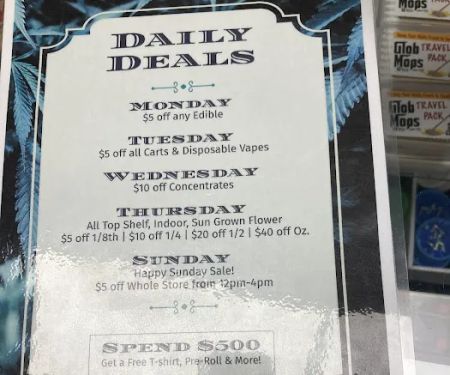 DAILY
DEALS
MONDAY
$5 off any Edible
TUESDAY
$5 off all Carts & Disposable Vapes
WEDNESDAY
$10 off Concentrates
THURSDAY
All Top Shelf, Indoor, Sun Grown Flower
$5 off 1/8th | $10 off 1/4 | $20 off 1/2 | $40 off Oz.
SUNDAY
Happy Sunday Sale!
$5 off Whole Store from 12pm-4pm
SPEND $500
Get a Free T-shirt, Pre-Roll & More!
Mops
TRAVEL
PACK
Glob
Mops
TRAVEL
PACK